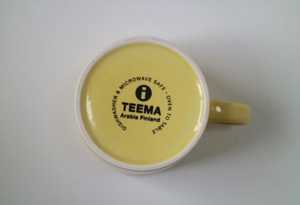 DISHWASHER & MICROWAVE SAFE - OVEN TO TABLE
i
TEEMA
Arabia Finland